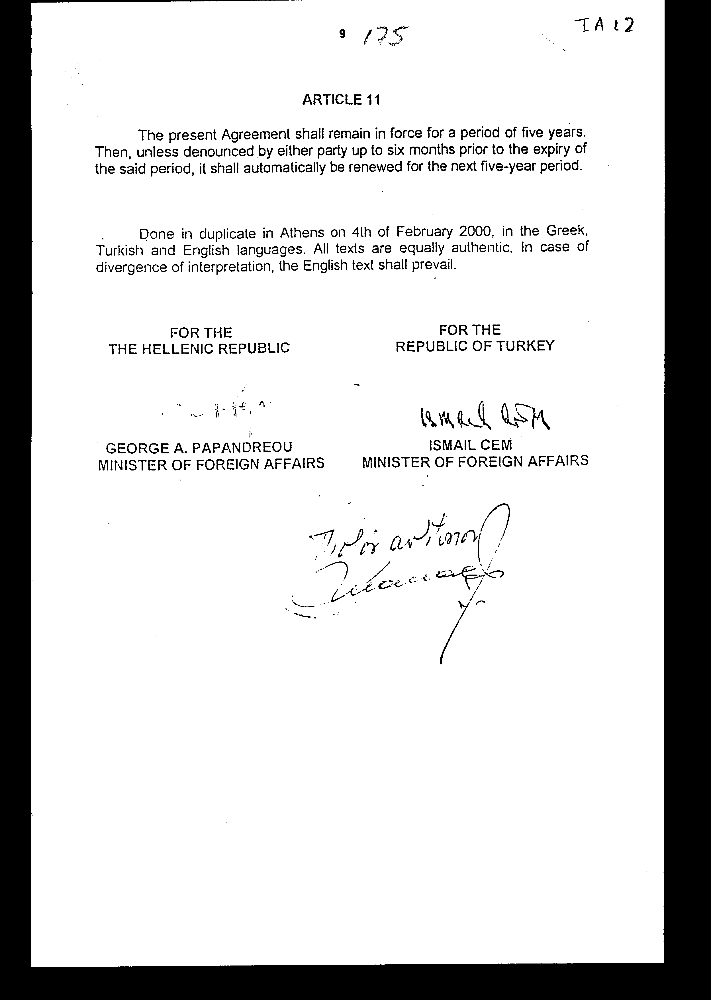 9 175 IA 12
ARTICLE 11
The present Agreement shall remain in force for a period of five years.
Then, unless denounced by either party up to six months prior to the expiry of
the said period, it shall automatically be renewed for the next five-year period.
Done in duplicate in Athens on 4th of February 2000, in the Greek,
Turkish and English languages. All texts are equally authentic. In case of
divergence of interpretation, the English text shall prevail.
FOR THE
THE HELLENIC REPUBLIC
FOR THE
REPUBLIC OF TURKEY
GEORGE A. PAPANDREOU
MINISTER OF FOREIGN AFFAIRS
Ismail Cem
ISMAIL CEM
MINISTER OF FOREIGN AFFAIRS